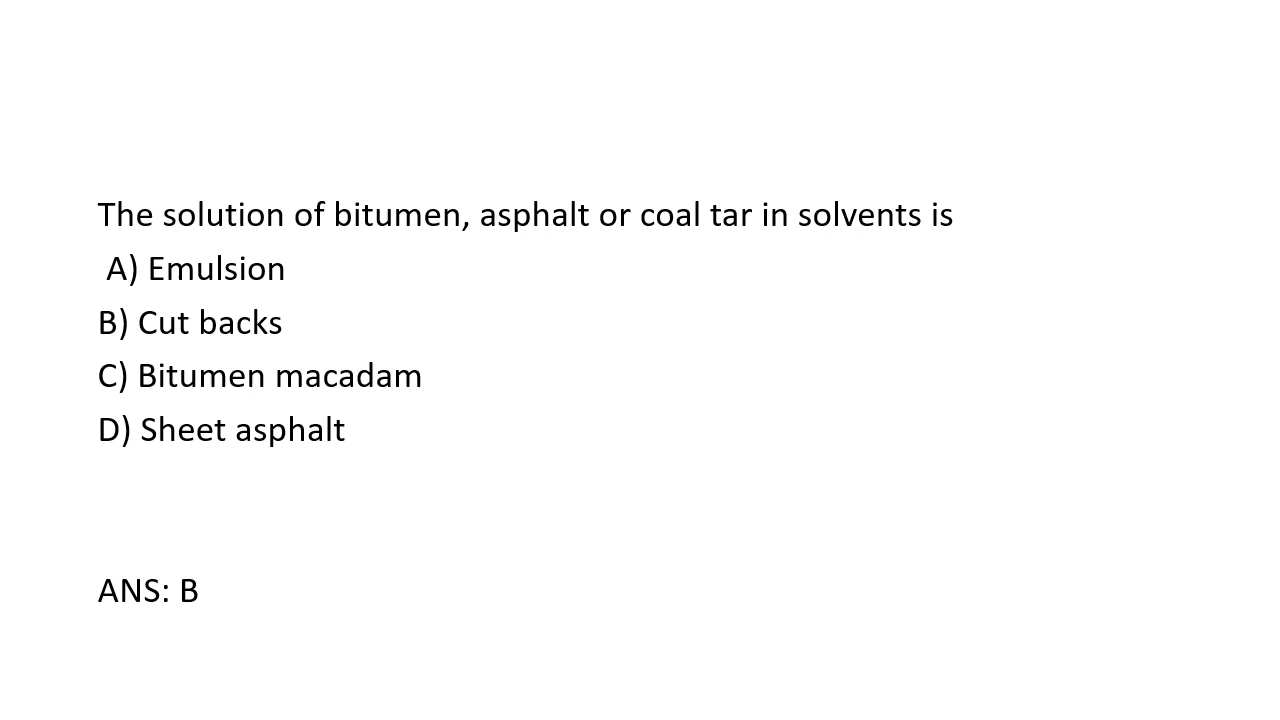 The solution of bitumen, asphalt or coal tar in solvents is
A) Emulsion
B) Cut backs
C) Bitumen macadam
D) Sheet asphalt
ANS: B